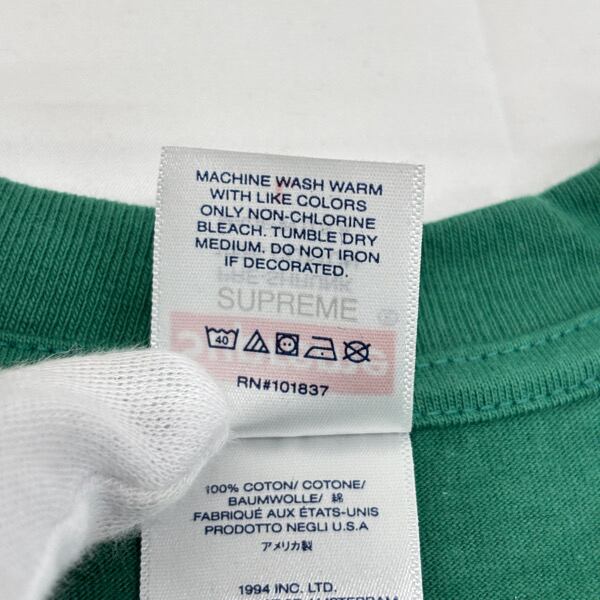 MACHINE WASH WARM
WITH LIKE COLORS
ONLY NON-CHLORINE
BLEACH. TUMBLE DRY
MEDIUM. DO NOT IRON
IF DECORATED.
SUPREME
40
RN#101837
100% COTON/ COTONE/
BAUMWOLLE/ 綿
FABRIQUÉ AUX ÉTATS-UNIS
PRODOTTO NEGLI U.S.A
アメリカ製
1994 INC. LTD.
AMSTERDAM